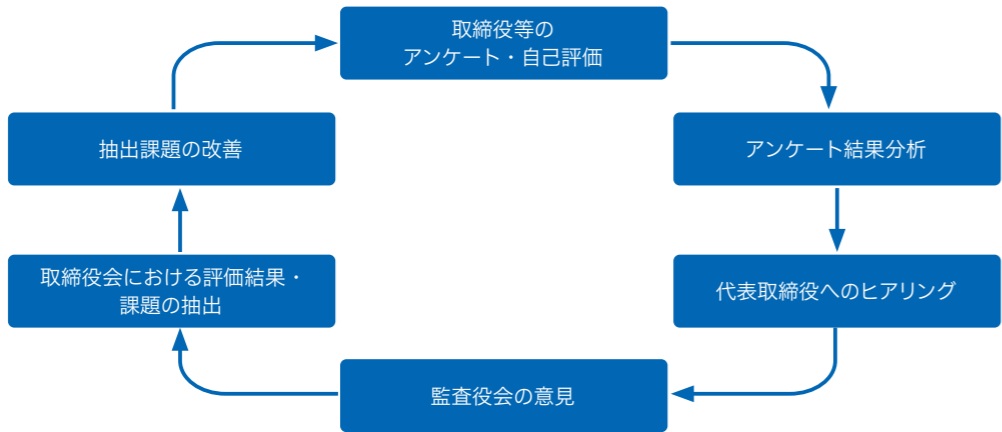 取締役等の
アンケート・自己評価
抽出課題の改善
アンケート結果分析
取締役会における評価結果・
課題の抽出
代表取締役へのヒアリング
監査役会の意見